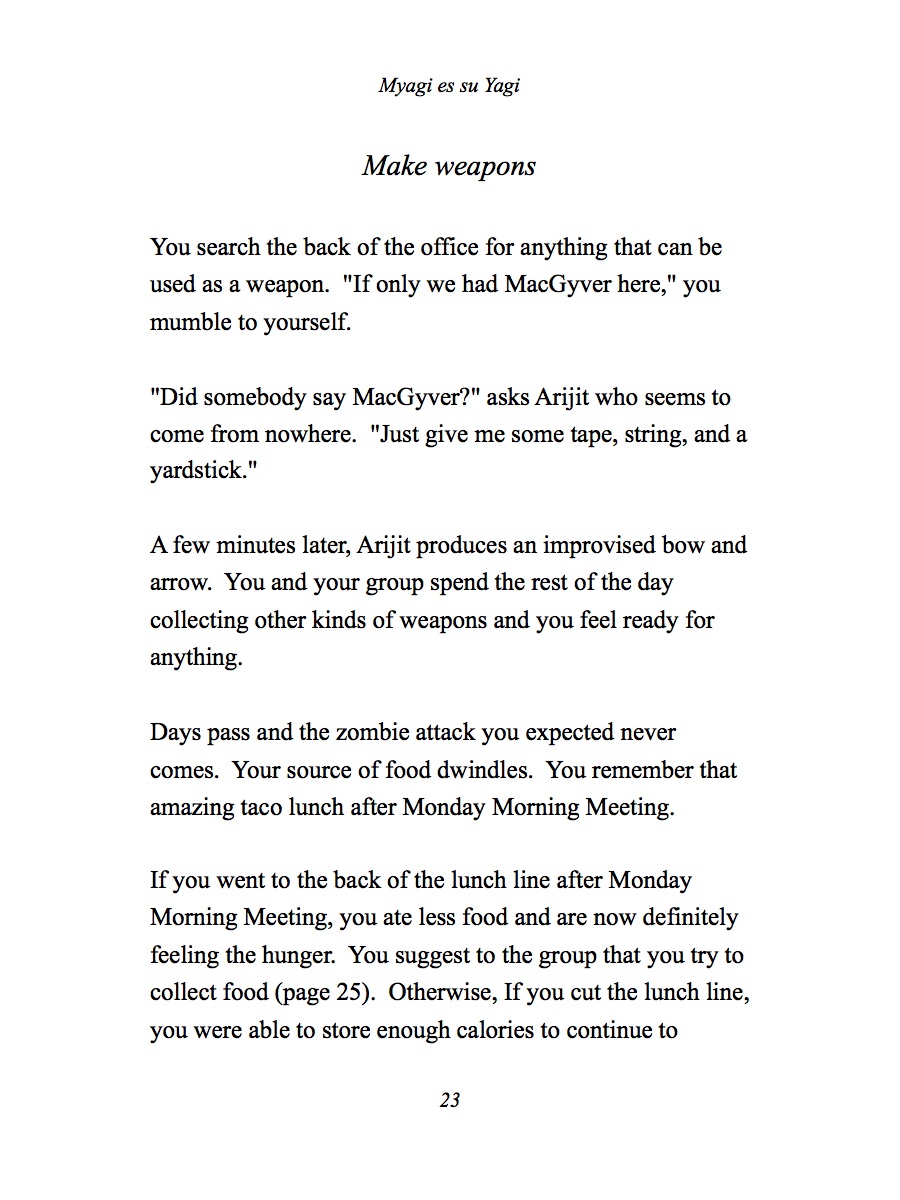 Myagi es su Yagi
Make weapons
You search the back of the office for anything that can be
used as a weapon.  "If only we had MacGyver here," you
mumble to yourself.
"Did somebody say MacGyver?" asks Arijit who seems to
come from nowhere.  "Just give me some tape, string, and a
yardstick."
A few minutes later, Arijit produces an improvised bow and
arrow.  You and your group spend the rest of the day
collecting other kinds of weapons and you feel ready for
anything.
Days pass and the zombie attack you expected never
comes.  Your source of food dwindles.  You remember that
amazing taco lunch after Monday Morning Meeting.
If you went to the back of the lunch line after Monday
Morning Meeting, you ate less food and are now definitely
feeling the hunger.  You suggest to the group that you try to
collect food (page 25).  Otherwise, If you cut the lunch line,
you were able to store enough calories to continue to
23